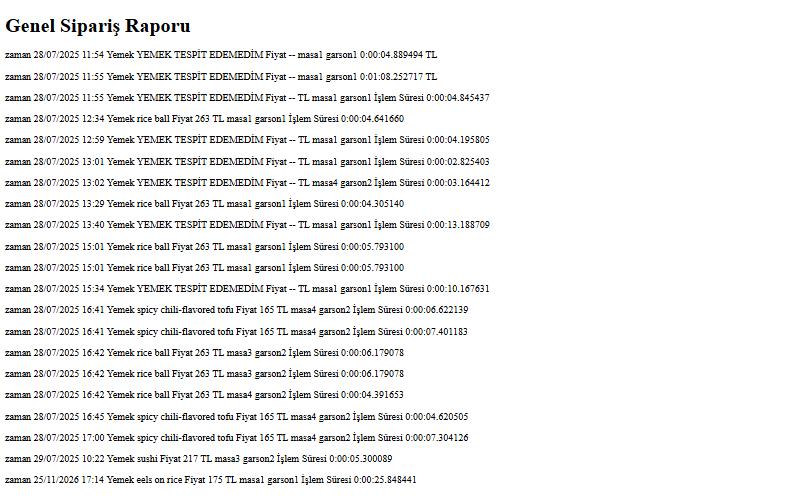 Genel Sipariş Raporu
zaman 28/07/2025 11:54 Yemek YEMEK TESPİT EDEMEDİM Fiyat -- masa1 garson1 0:00:04.889494 TL
zaman 28/07/2025 11:55 Yemek YEMEK TESPİT EDEMEDİM Fiyat -- masa1 garson1 0:01:08.252717 TL
zaman 28/07/2025 11:55 Yemek YEMEK TESPİT EDEMEDİM Fiyat -- TL masa1 garson1 İşlem Süresi 0:00:04.845437
zaman 28/07/2025 12:34 Yemek rice ball Fiyat 263 TL masa1 garson1 İşlem Süresi 0:00:04.641660
zaman 28/07/2025 12:59 Yemek YEMEK TESPİT EDEMEDİM Fiyat -- TL masa1 garson1 İşlem Süresi 0:00:04.195805
zaman 28/07/2025 13:01 Yemek YEMEK TESPİT EDEMEDİM Fiyat -- TL masa1 garson1 İşlem Süresi 0:00:02.825403
zaman 28/07/2025 13:02 Yemek YEMEK TESPİT EDEMEDİM Fiyat -- TL masa4 garson2 İşlem Süresi 0:00:03.164412
zaman 28/07/2025 13:29 Yemek rice ball Fiyat 263 TL masa1 garson1 İşlem Süresi 0:00:04.305140
zaman 28/07/2025 13:40 Yemek YEMEK TESPİT EDEMEDİM Fiyat -- TL masa1 garson1 İşlem Süresi 0:00:13.188709
zaman 28/07/2025 15:01 Yemek rice ball Fiyat 263 TL masa1 garson1 İşlem Süresi 0:00:05.793100
zaman 28/07/2025 15:01 Yemek rice ball Fiyat 263 TL masa1 garson1 İşlem Süresi 0:00:05.793100
zaman 28/07/2025 15:34 Yemek YEMEK TESPİT EDEMEDİM Fiyat -- TL masa1 garson1 İşlem Süresi 0:00:10.167631
zaman 28/07/2025 16:41 Yemek spicy chili-flavored tofu Fiyat 165 TL masa4 garson2 İşlem Süresi 0:00:06.622139
zaman 28/07/2025 16:41 Yemek spicy chili-flavored tofu Fiyat 165 TL masa4 garson2 İşlem Süresi 0:00:07.401183
zaman 28/07/2025 16:42 Yemek rice ball Fiyat 263 TL masa3 garson2 İşlem Süresi 0:00:06.179078
zaman 28/07/2025 16:42 Yemek rice ball Fiyat 263 TL masa3 garson2 İşlem Süresi 0:00:06.179078
zaman 28/07/2025 16:42 Yemek rice ball Fiyat 263 TL masa4 garson2 İşlem Süresi 0:00:04.391653
zaman 28/07/2025 16:45 Yemek spicy chili-flavored tofu Fiyat 165 TL masa4 garson2 İşlem Süresi 0:00:04.620505
zaman 28/07/2025 17:00 Yemek spicy chili-flavored tofu Fiyat 165 TL masa4 garson2 İşlem Süresi 0:00:07.304126
zaman 29/07/2025 10:22 Yemek sushi Fiyat 217 TL masa3 garson2 İşlem Süresi 0:00:05.300089
zaman 25/11/2026 17:14 Yemek eels on rice Fiyat 175 TL masa1 garson1 İşlem Süresi 0:00:25.848441